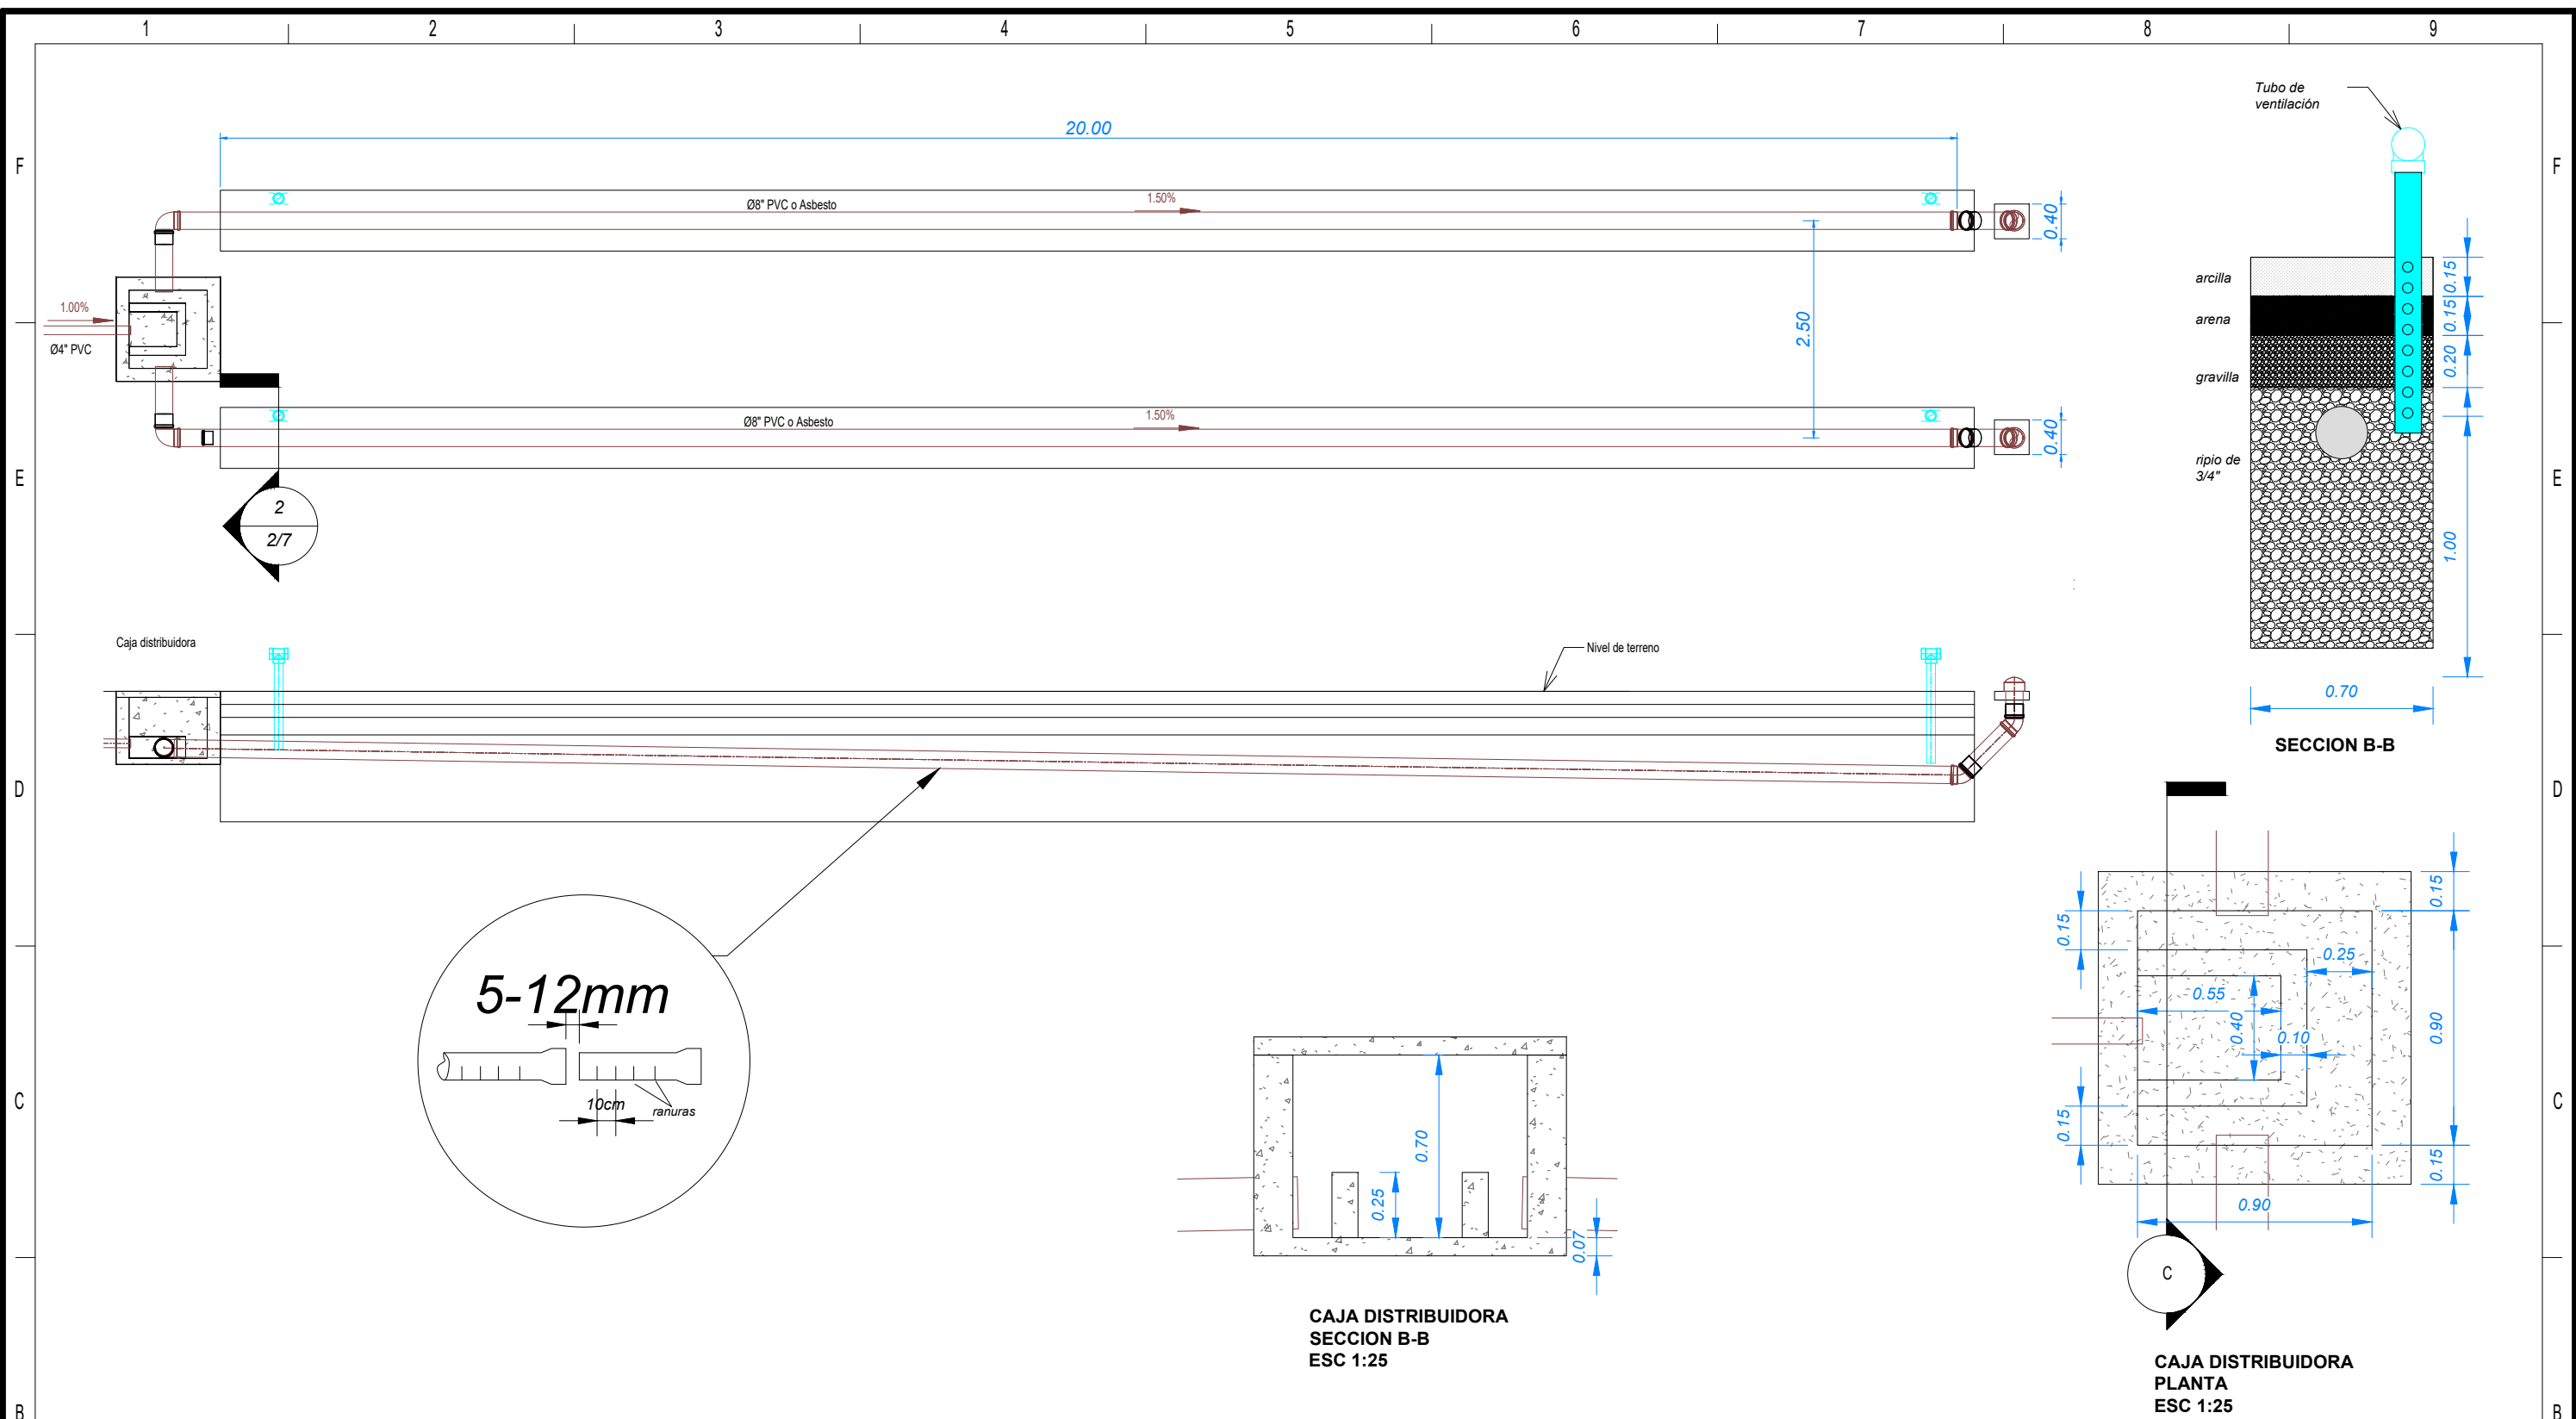 1 2 3 4 5 6 7 8 9
Tubo de
ventilación
20.00
F F
Ø8" PVC o Asbesto
1.50%
0.40
1.00%
Ø4" PVC
2.50
arcilla
0.15
arena
0.15
gravilla
0.20
Ø8" PVC o Asbesto
1.50%
0.40
E E
ripio de
3/4"
2
2/7
1.00
0.70
SECCION B-B
Caja distribuidora
Nivel de terreno
D D
5-12mm
10cm
ranuras
C C
0.70
0.25
0.07
CAJA DISTRIBUIDORA
SECCION B-B
ESC 1:25
0.15
0.15
0.25
0.55
0.40
0.10
0.90
0.15
0.15
0.90
C
CAJA DISTRIBUIDORA
PLANTA
ESC 1:25
B B